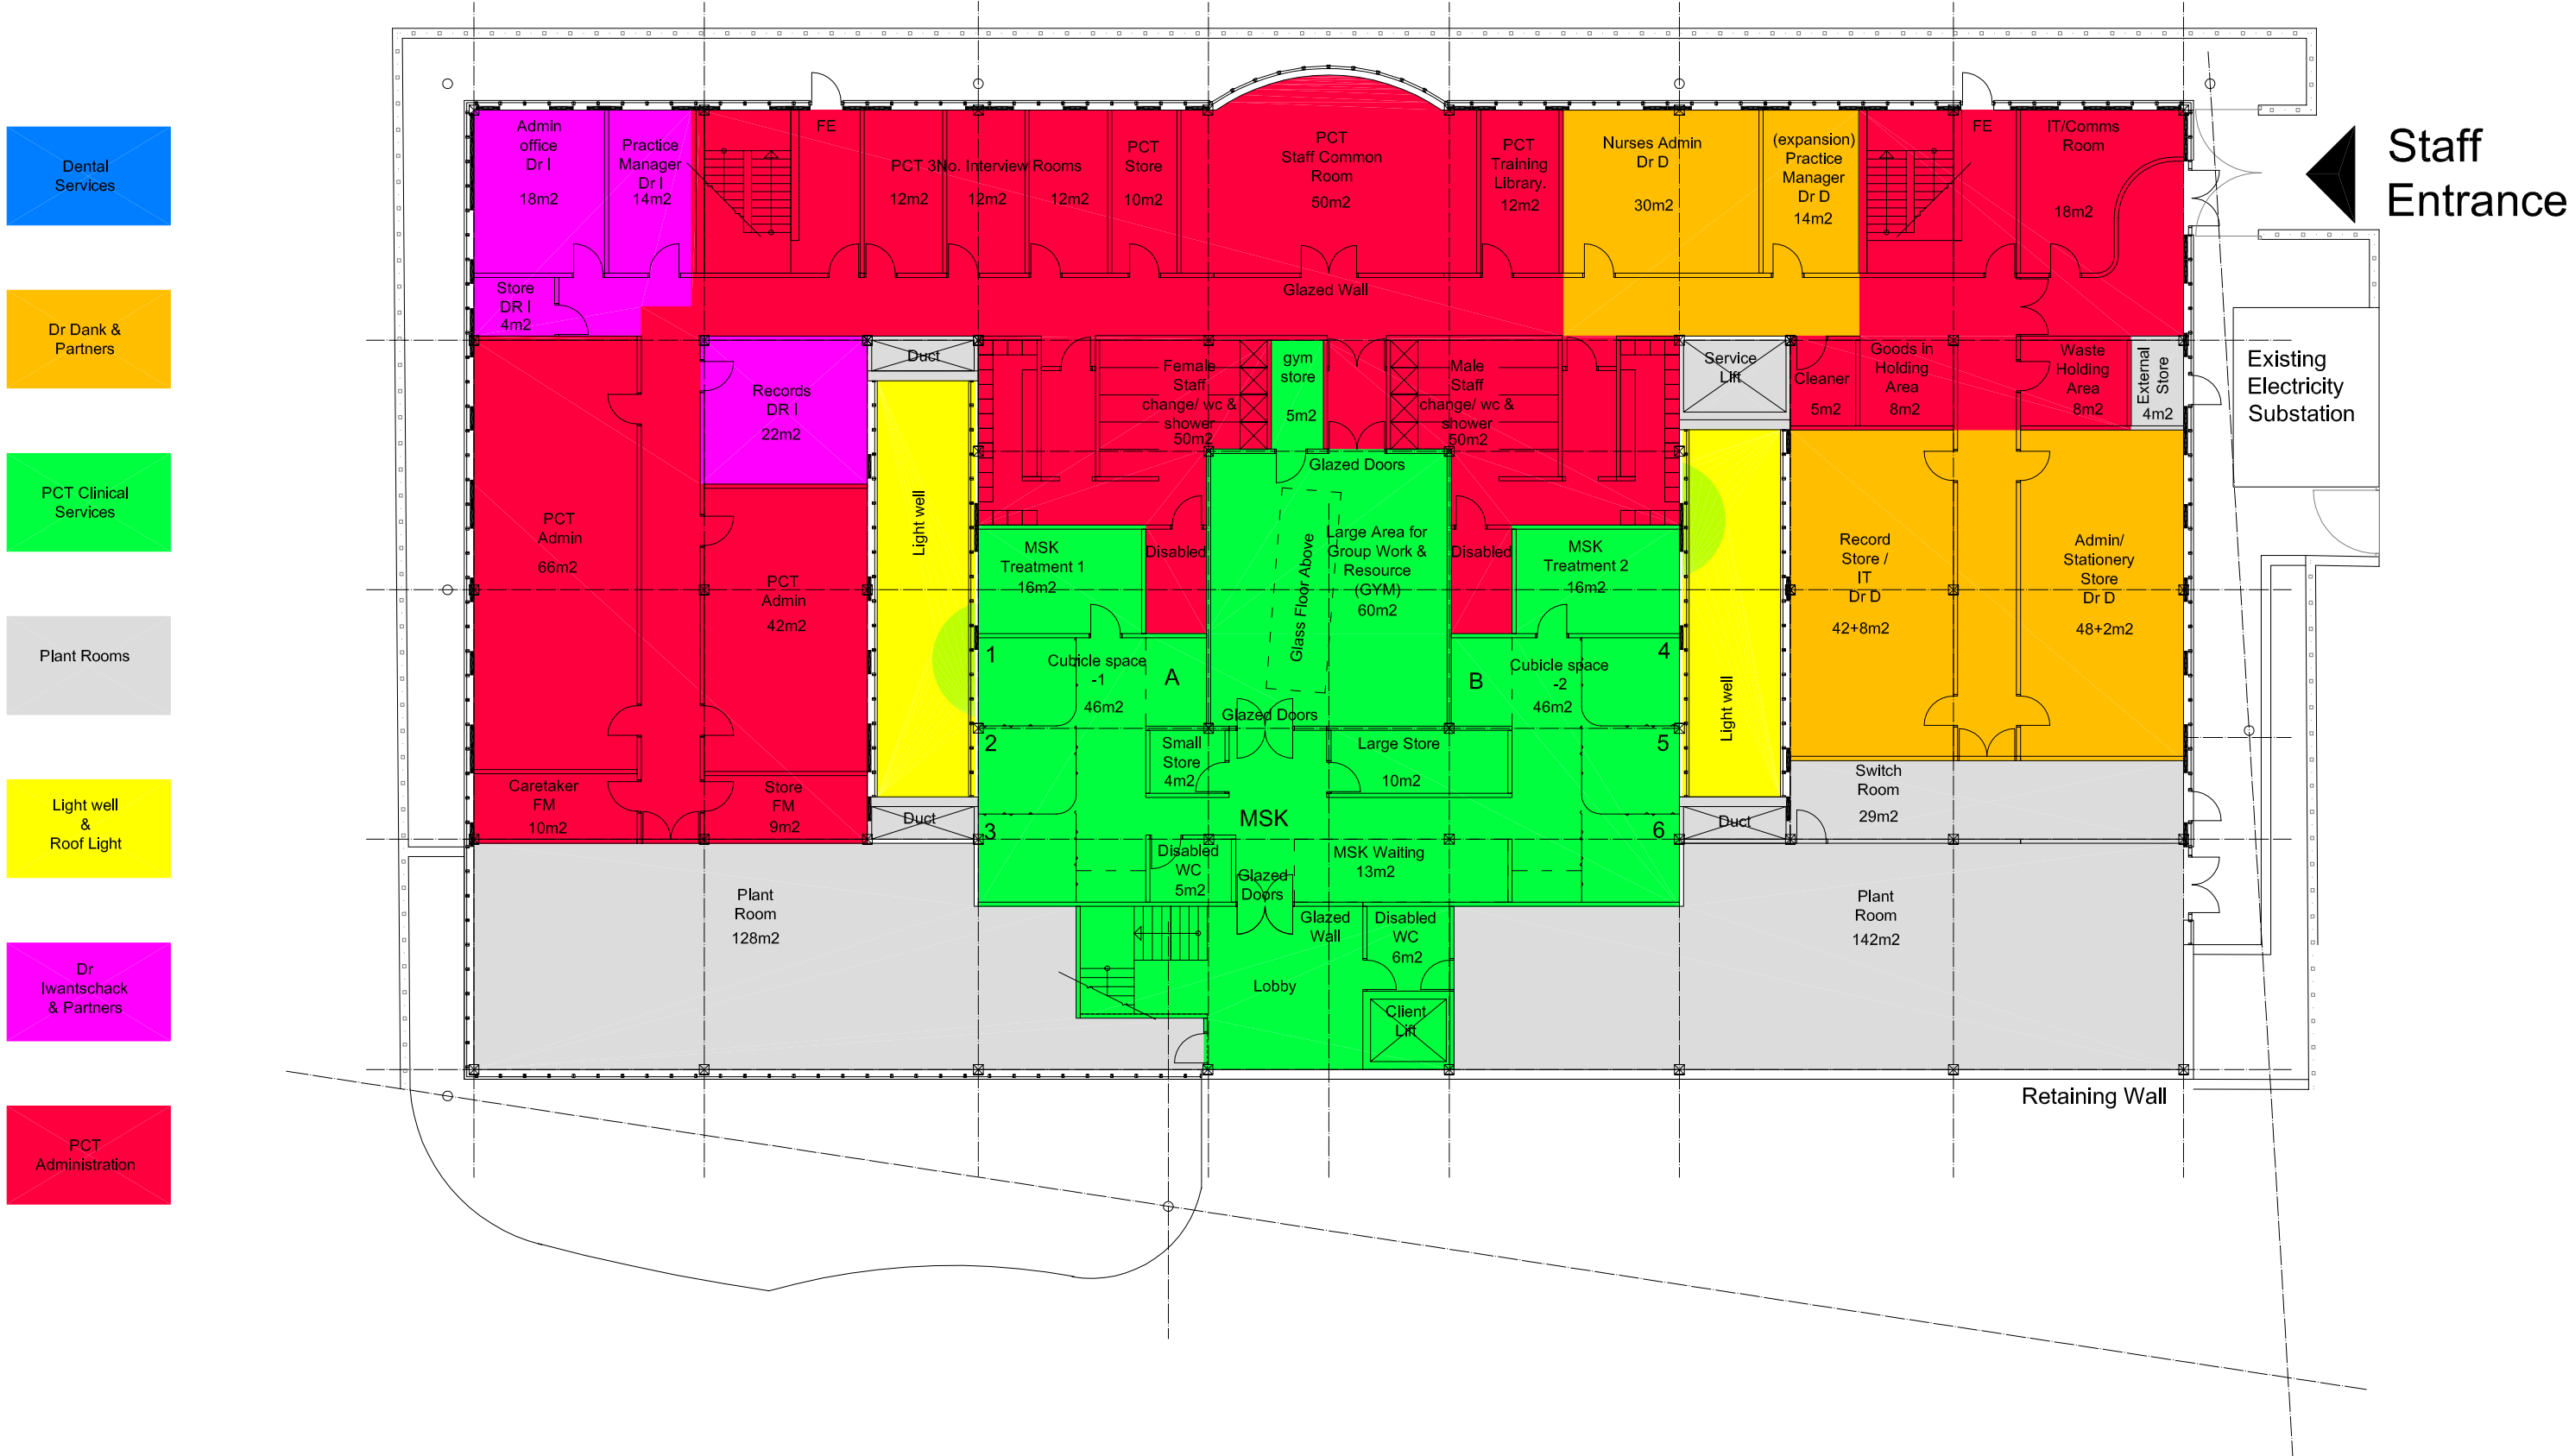 Dental
Services
Dr Dank &
Partners
PCT Clinical
Services
Plant Rooms
Light well
&
Roof Light
Dr
Iwantschack
& Partners
PCT
Administration
Admin
office
Dr I
18m2
Practice
Manager
Dr I
14m2
Store
DR I
4m2
FE
PCT 3No. Interview Rooms
12m2
12m2
12m2
PCT
Store
10m2
PCT
Staff Common
Room
50m2
PCT
Training
Library.
12m2
Nurses Admin
Dr D
30m2
(expansion)
Practice
Manager
Dr D
14m2
FE
IT/Comms
Room
18m2
Staff
Entrance
Glazed Wall
Records
DR I
22m2
Duct
Female
Staff
change/ wc &
shower
50m2
gym
store
5m2
Male
Staff
change/ wc &
shower
50m2
Service
Lift
Cleaner
5m2
Goods in
Holding
Area
8m2
Waste
Holding
Area
8m2
External
Store
4m2
Existing
Electricity
Substation
PCT
Admin
66m2
PCT
Admin
42m2
Light well
Glazed Doors
MSK
Treatment 1
16m2
Disabled
Glass Floor Above
Large Area for
Group Work &
Resource
(GYM)
60m2
Disabled
MSK
Treatment 2
16m2
Light well
Record
Store /
IT
Dr D
42+8m2
Admin/
Stationery
Store
Dr D
48+2m2
1
Cubicle space
-1
46m2
A
B
Cubicle space
-2
46m2
4
Glazed Doors
2
Small
Store
4m2
Large Store
10m2
5
Caretaker
FM
10m2
Store
FM
9m2
Duct
3
MSK
6
Duct
Switch
Room
29m2
Disabled
WC
5m2
Glazed
Doors
MSK Waiting
13m2
Plant
Room
128m2
Glazed
Wall
Disabled
WC
6m2
Plant
Room
142m2
Lobby
Client
Lift
Retaining Wall